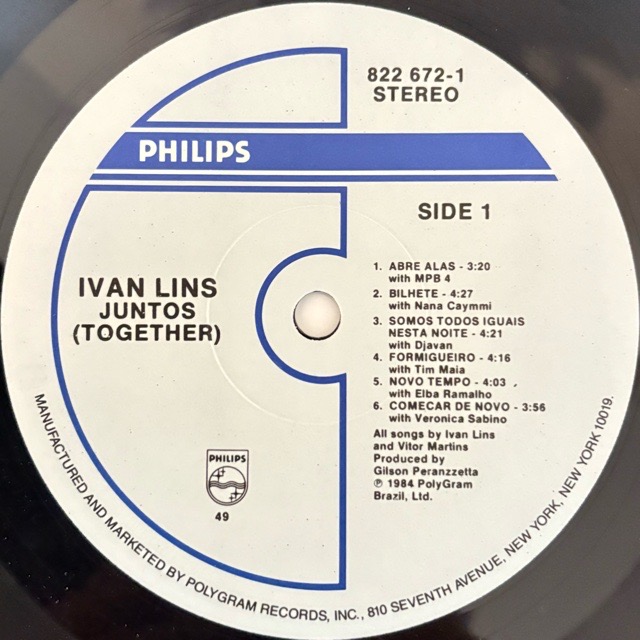 822 672-1
STEREO
PHILIPS
SIDE 1
IVAN LINS
JUNTOS
(TOGETHER)
1. ABRE ALAS - 3:20
with MPB 4
2. BILHETE - 4:27
with Nana Caymmi
3. SOMOS TODOS IGUAIS
NESTA NOITE - 4:21
with Djavan
4. FORMIGUEIRO - 4:16
with Tim Maia
5. NOVO TEMPO - 4:03
with Elba Ramalho
6. COMECAR DE NOVO - 3:56
with Veronica Sabino
All songs by Ivan Lins
and Vitor Martins
Produced by
Gilson Peranzzetta
℗ 1984 PolyGram
Brazil, Ltd.
PHILIPS
49
MANUFACTURED AND MARKETED BY POLYGRAM RECORDS, INC., 810 SEVENTH AVENUE, NEW YORK, NEW YORK 10019.